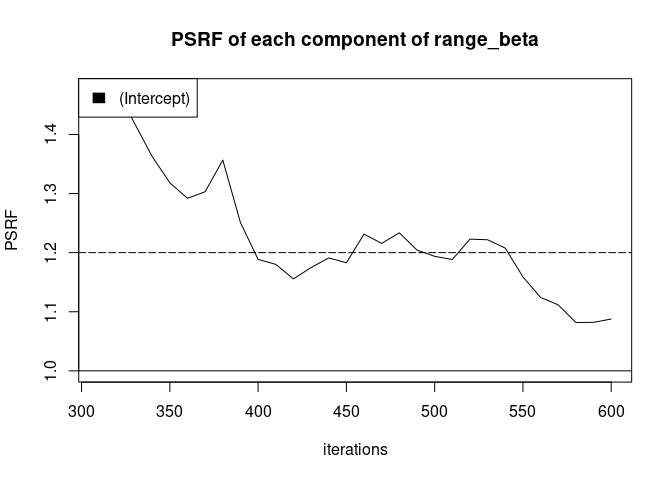 PSRF of each component of range_beta
(Intercept)
PSRF
1.4
1.3
1.2
1.1
1.0
300 350 400 450 500 550 600
iterations